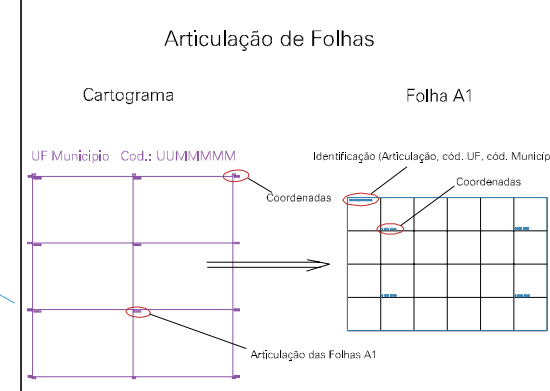 Articulação de Folhas
Cartograma
Folha A1
UF Municipio Cod.: UUMMMMM
Identificação (Articulação, cód. UF, cód. Municíp
Coordenadas
Coordenadas
Articulação das Folhas A1